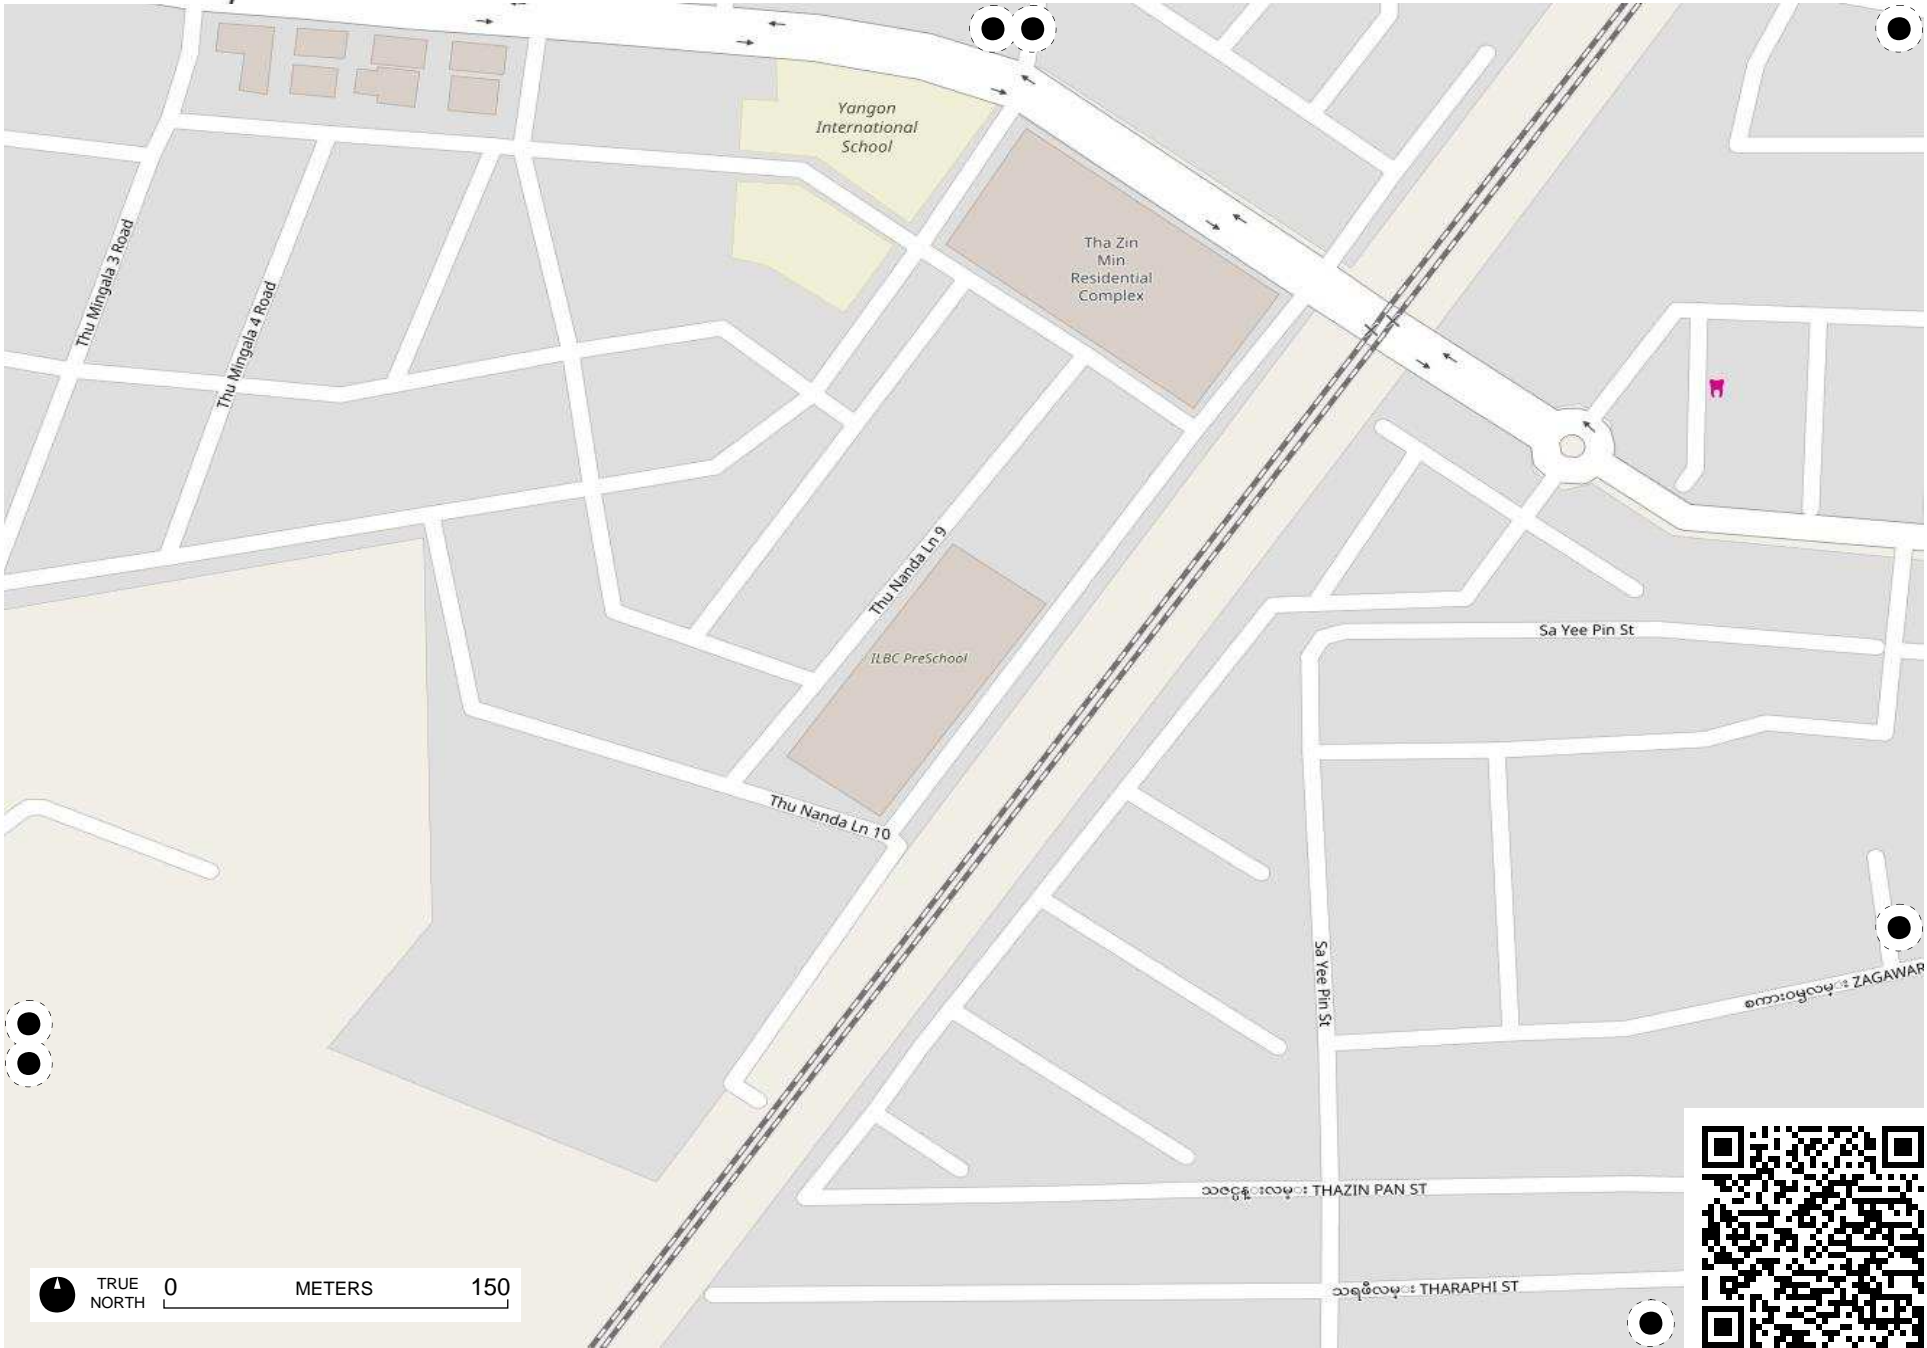 Yangon
International
School
Tha Zin
Min
Residential
Complex
Thu Mingala 3 Road
Thu Mingala 4 Road
Thu Nanda Ln 9
ILBC PreSchool
Sa Yee Pin St
Thu Nanda Ln 10
Sa Yee Pin St
ZAGAWAR
THAZIN PAN ST
THARAPHI ST
TRUE
NORTH
0 METERS 150